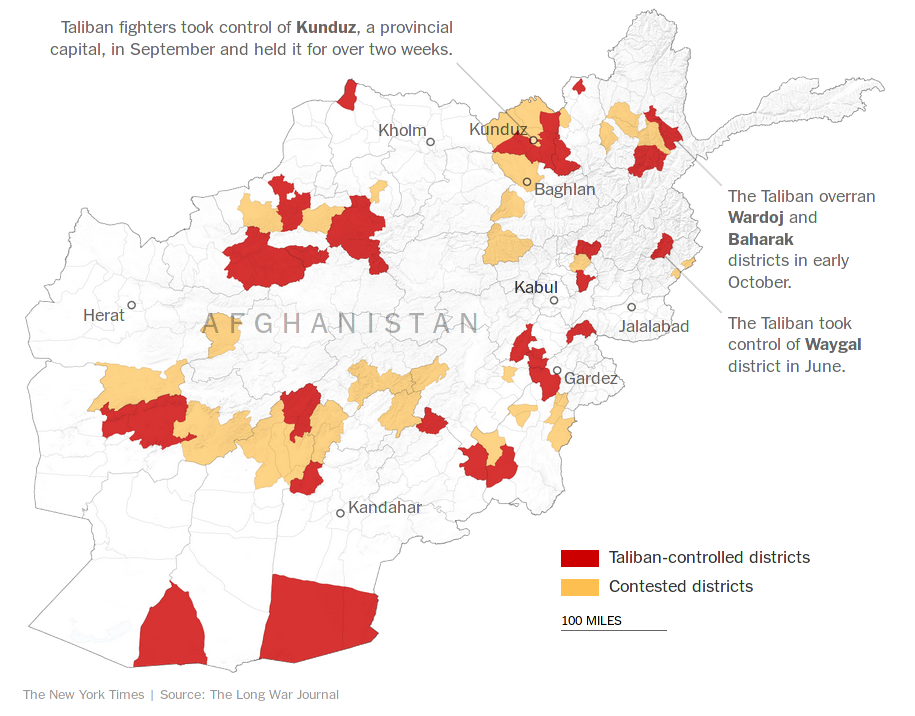 Taliban fighters took control of Kunduz, a provincial
capital, in September and held it for over two weeks.
Kholm
Kunduz
Baghlan
The Taliban overran
Wardoj and
Baharak
districts in early
October.
Kabul
Herat
AFGHANISTAN
Jalalabad
The Taliban took
control of Waygal
district in June.
Gardez
Kandahar
Taliban-controlled districts
Contested districts
100 MILES
The New York Times | Source: The Long War Journal